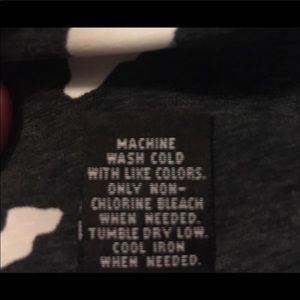 MACHINE
WASH COLD
WITH LIKE COLORS.
ONLY NON-
CHLORINE BLEACH
WHEN NEEDED.
TUMBLE DRY LOW.
COOL IRON
WHEN NEEDED.